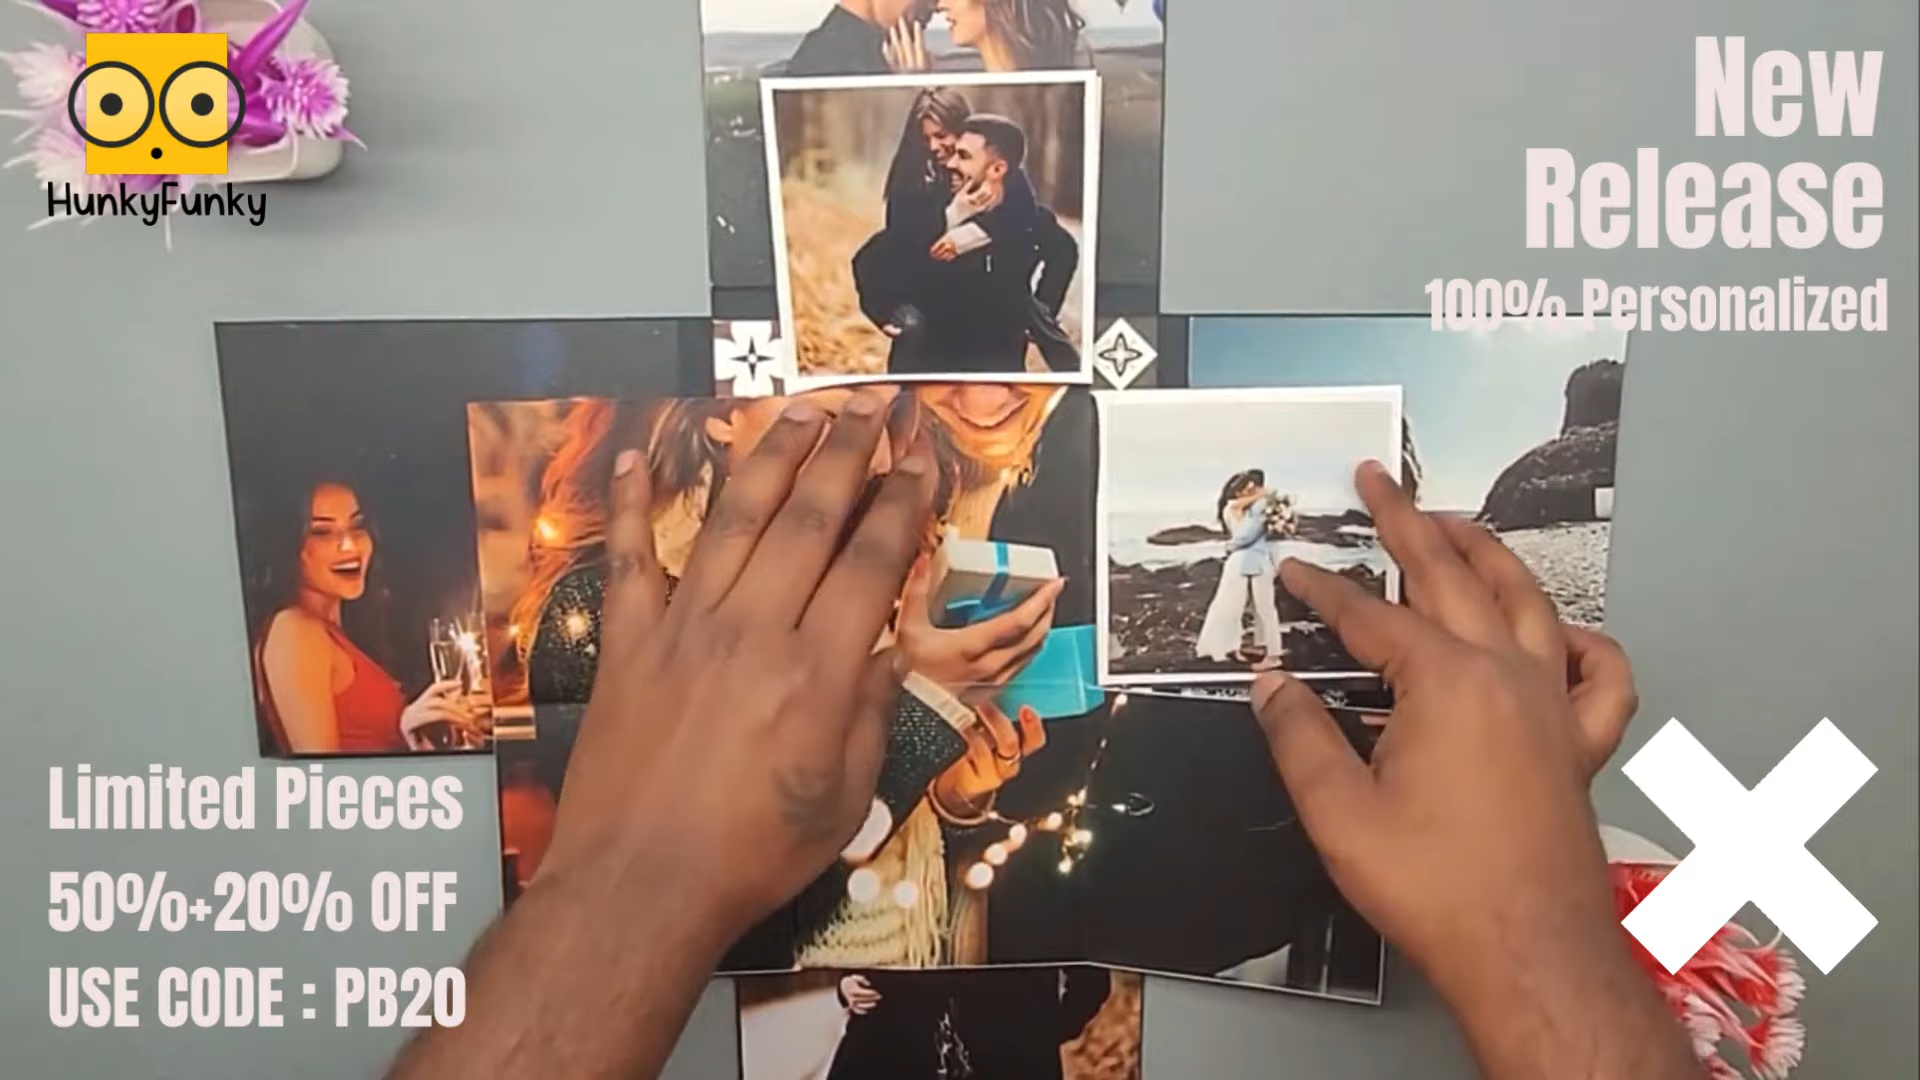 HunkyFunky
New
Release
100% Personalized
Limited Pieces
50%+20% OFF
USE CODE : PB20